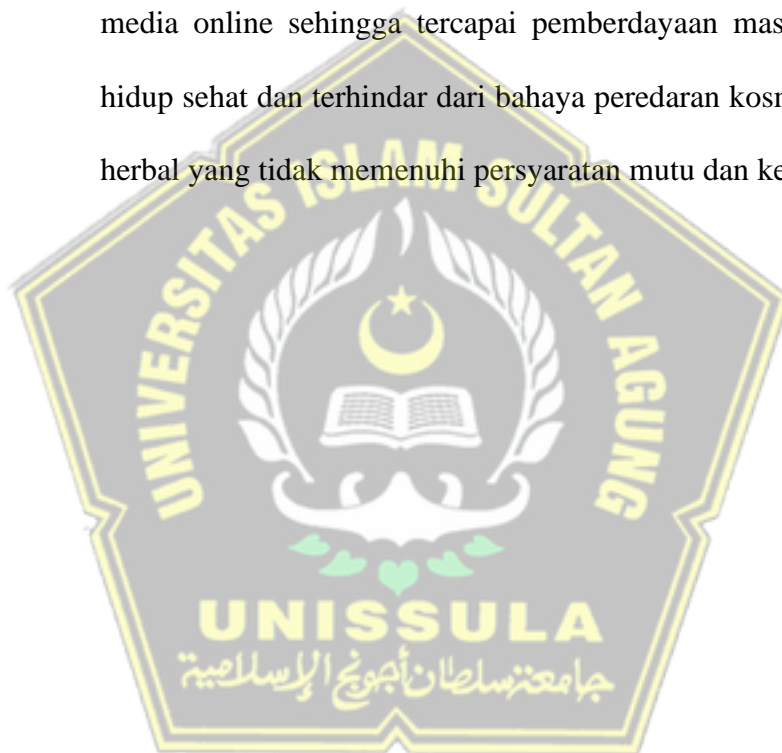 media online sehingga tercapai pemberdayaan mas
hidup sehat dan terhindar dari bahaya peredaran kosm
herbal yang tidak memenuhi persyaratan mutu dan ke
UNIVERSITAS ISLAM SULTAN AGUNG
UNISSULA
جامعة سلطان أجونج الإسلامية